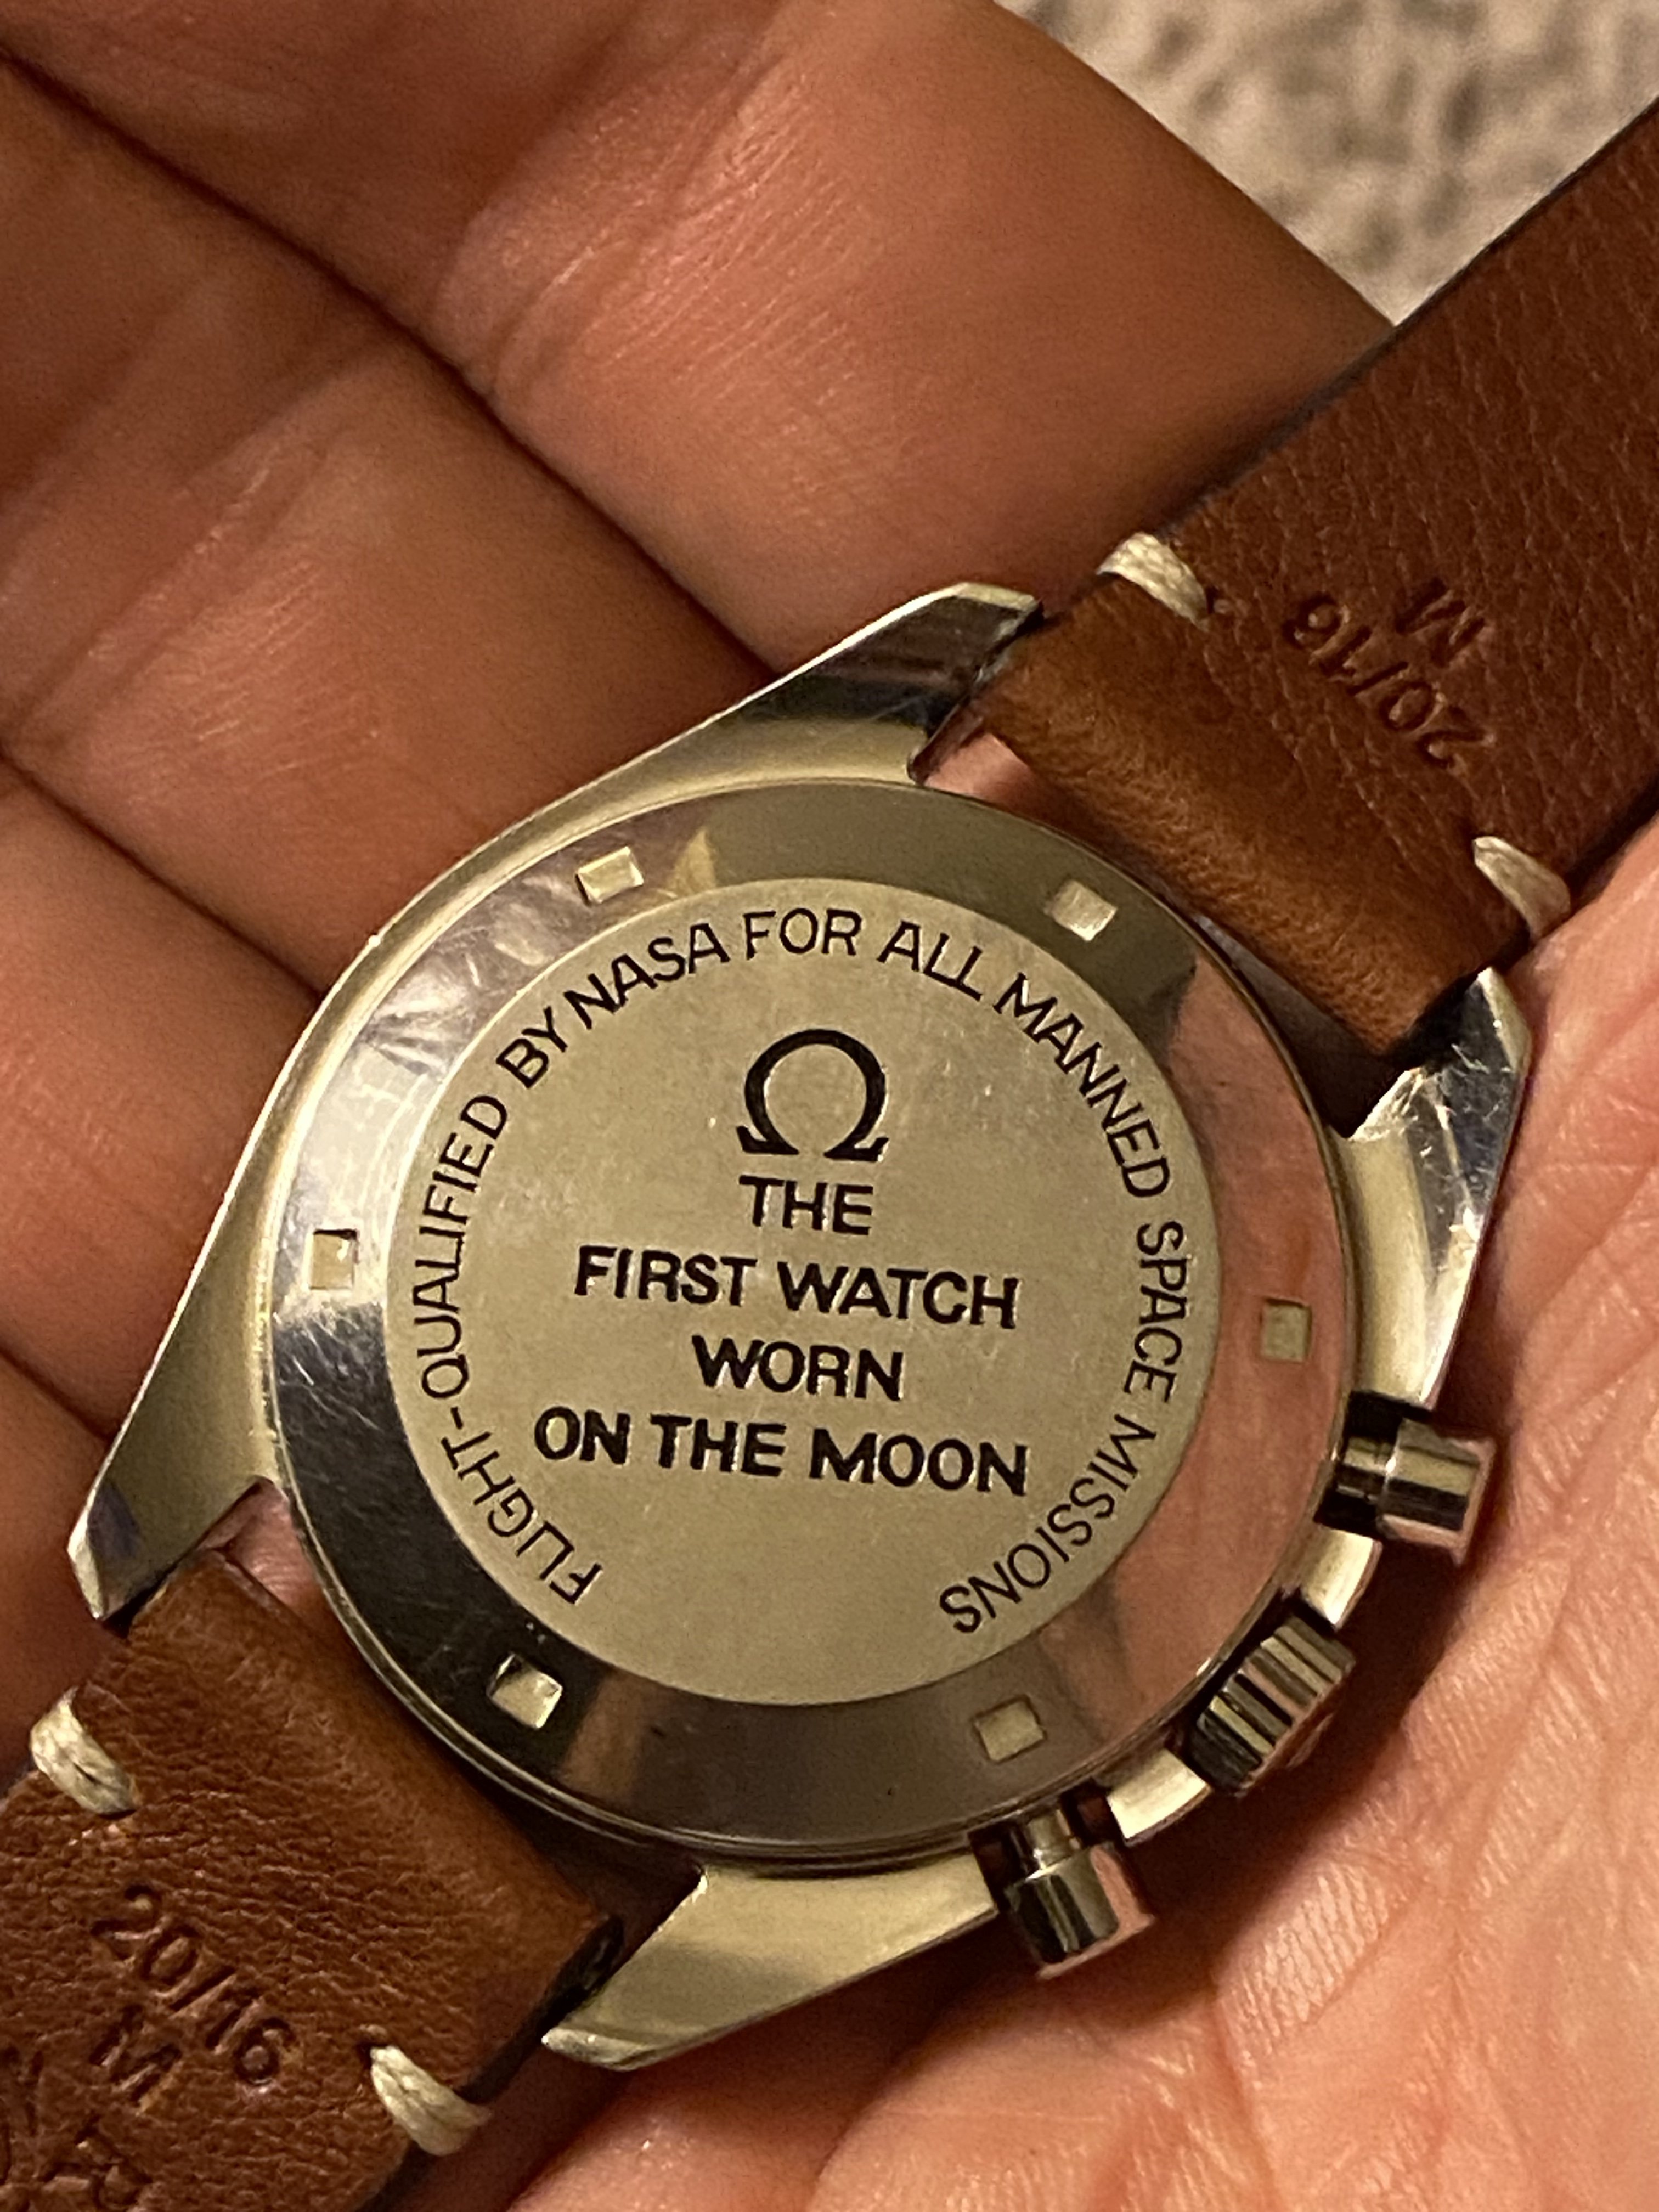 FLIGHT-QUALIFIED BY NASA FOR ALL MANNED SPACE MISSIONS
Ω
THE
FIRST WATCH
WORN
ON THE MOON
20/16
M
20/16
M